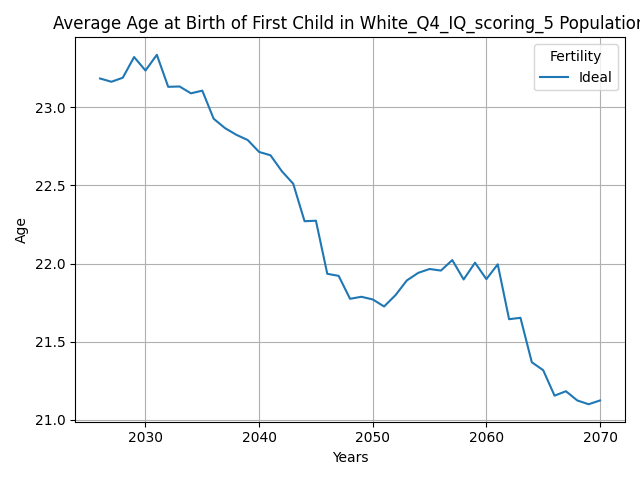 Average Age at Birth of First Child in White_Q4_IQ_scoring_5 Population
Fertility
Ideal
23.0
22.5
22.0
21.5
21.0
Age
2030 2040 2050 2060 2070
Years